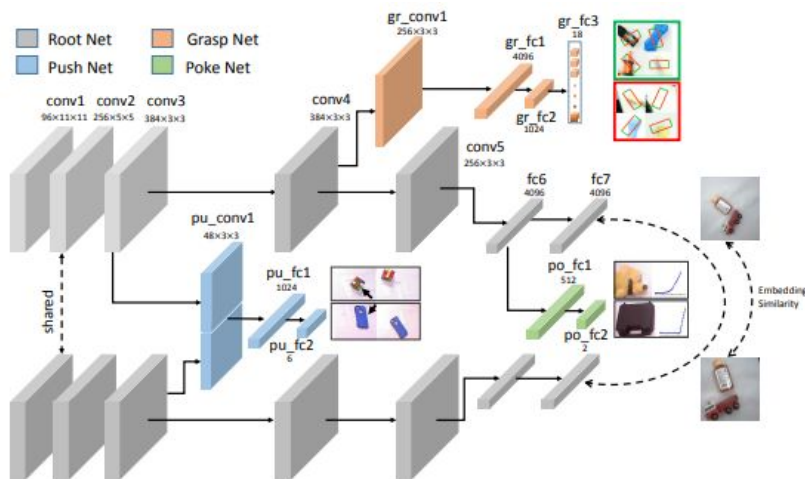 Root Net
Grasp Net
Push Net
Poke Net
conv1
96×11×11
conv2
256×5×5
conv3
384×3×3
conv4
384×3×3
gr_conv1
256×3×3
gr_fc1
4096
gr_fc2
1024
gr_fc3
18
conv5
256×3×3
fc6
4096
fc7
4096
pu_conv1
48×3×3
pu_fc1
1024
pu_fc2
6
po_fc1
512
po_fc2
2
shared
Embedding
Similarity